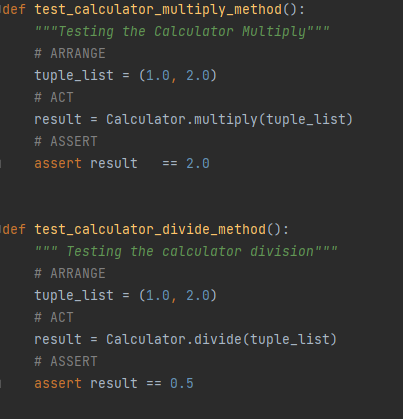 def test_calculator_multiply_method():
    """Testing the Calculator Multiply"""
    # ARRANGE
    tuple_list = (1.0, 2.0)
    # ACT
    result = Calculator.multiply(tuple_list)
    # ASSERT
    assert result   == 2.0
def test_calculator_divide_method():
    """ Testing the calculator division"""
    # ARRANGE
    tuple_list = (1.0, 2.0)
    # ACT
    result = Calculator.divide(tuple_list)
    # ASSERT
    assert result == 0.5